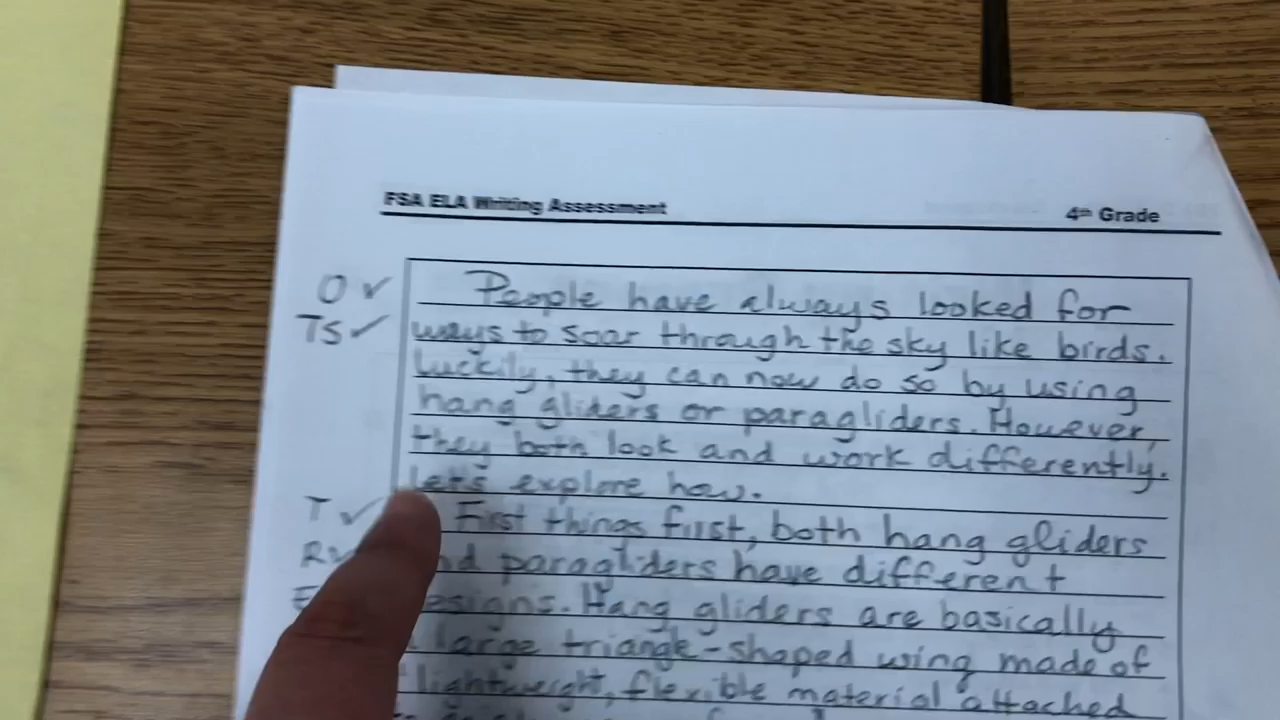 FSA ELA Writing Assessment
4th Grade
O ✓
TS ✓
People have always looked for
ways to soar through the sky like birds.
Luckily, they can now do so by using
hang gliders or paragliders. However,
they both look and work differently.
Let's explore how.
T ✓
First things first, both hang gliders
R ✓
nd paragliders have different
E
esigns. Hang gliders are basically
large triangle-shaped wing made of
lightweight, flexible material attached